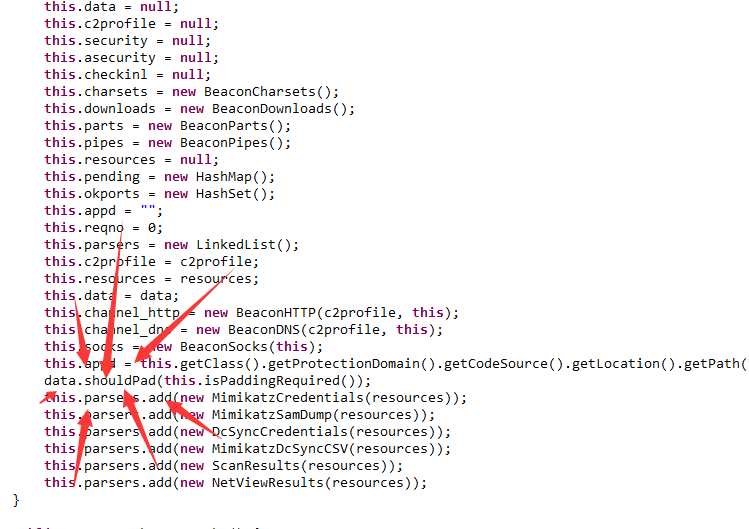 this.data = null;
this.c2profile = null;
this.security = null;
this.asecurity = null;
this.checkinl = null;
this.charsets = new BeaconCharsets();
this.downloads = new BeaconDownloads();
this.parts = new BeaconParts();
this.pipes = new BeaconPipes();
this.resources = null;
this.pending = new HashMap();
this.okports = new HashSet();
this.appd = "";
this.reqno = 0;
this.parsers = new LinkedList();
this.c2profile = c2profile;
this.resources = resources;
this.data = data;
this.channel_http = new BeaconHTTP(c2profile, this);
this.channel_dns = new BeaconDNS(c2profile, this);
this.socks = new BeaconSocks(this);
this.appd = this.getClass().getProtectionDomain().getCodeSource().getLocation().getPath(
data.shouldPad(this.isPaddingRequired());
this.parsers.add(new MimikatzCredentials(resources));
this.parsers.add(new MimikatzSamDump(resources));
this.parsers.add(new DcSyncCredentials(resources));
this.parsers.add(new MimikatzDcSyncCSV(resources));
this.parsers.add(new ScanResults(resources));
this.parsers.add(new NetViewResults(resources));
}